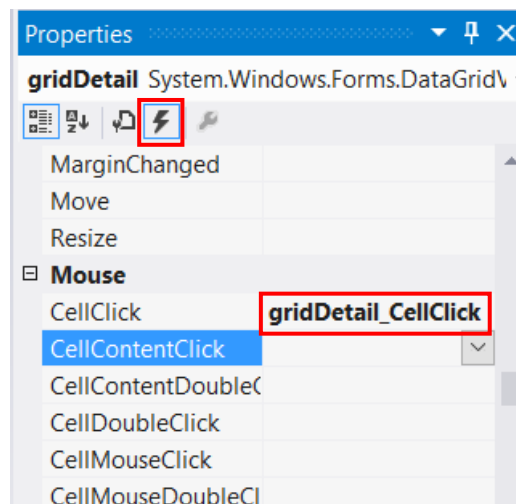 Properties
gridDetail System.Windows.Forms.DataGridV
MarginChanged
Move
Resize
Mouse
CellClick gridDetail_CellClick
CellContentClick
CellContentDoubleC
CellDoubleClick
CellMouseClick
CellMouseDoubleCl